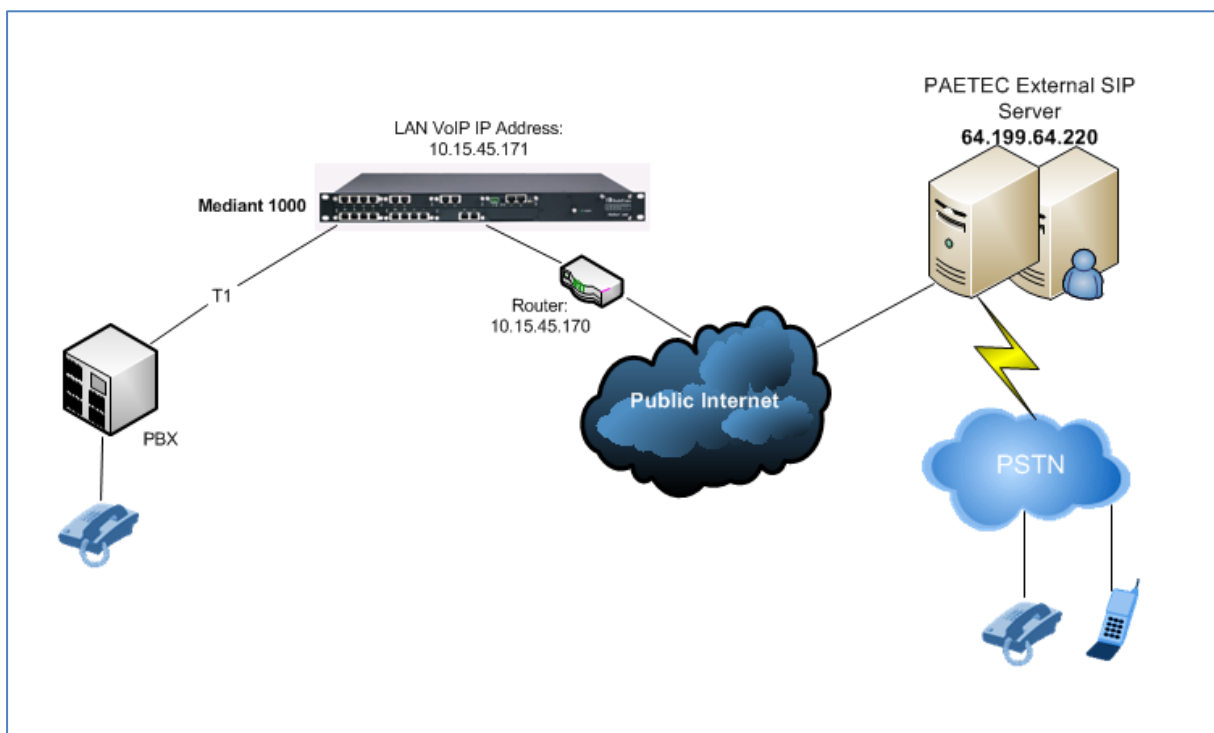 PAETEC External SIP
Server
64.199.64.220
LAN VoIP IP Address:
10.15.45.171
Mediant 1000
T1
Router:
10.15.45.170
Public Internet
PBX
PSTN